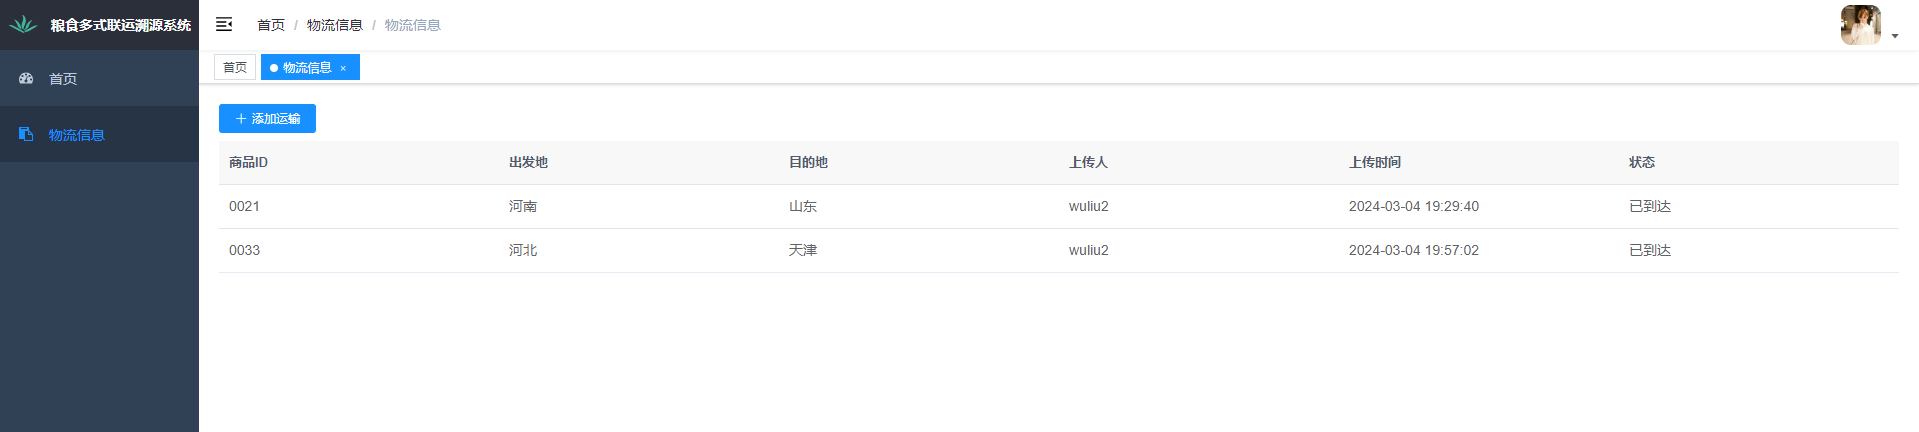 粮食多式联运溯源系统
首页 / 物流信息 / 物流信息
首页
物流信息 ×
首页
物流信息
+ 添加运输
商品ID 出发地 目的地 上传人 上传时间 状态
0021 河南 山东 wuliu2 2024-03-04 19:29:40 已到达
0033 河北 天津 wuliu2 2024-03-04 19:57:02 已到达